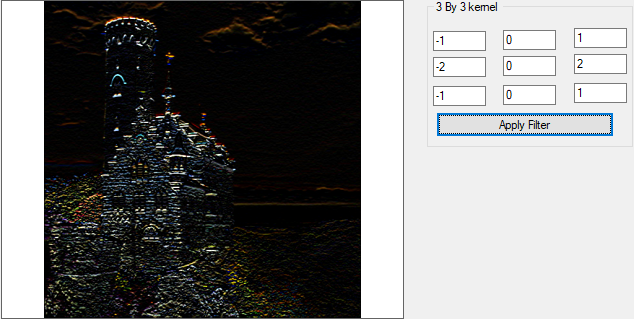 3 By 3 kernel
-1 0 1
-2 0 2
-1 0 1
Apply Filter